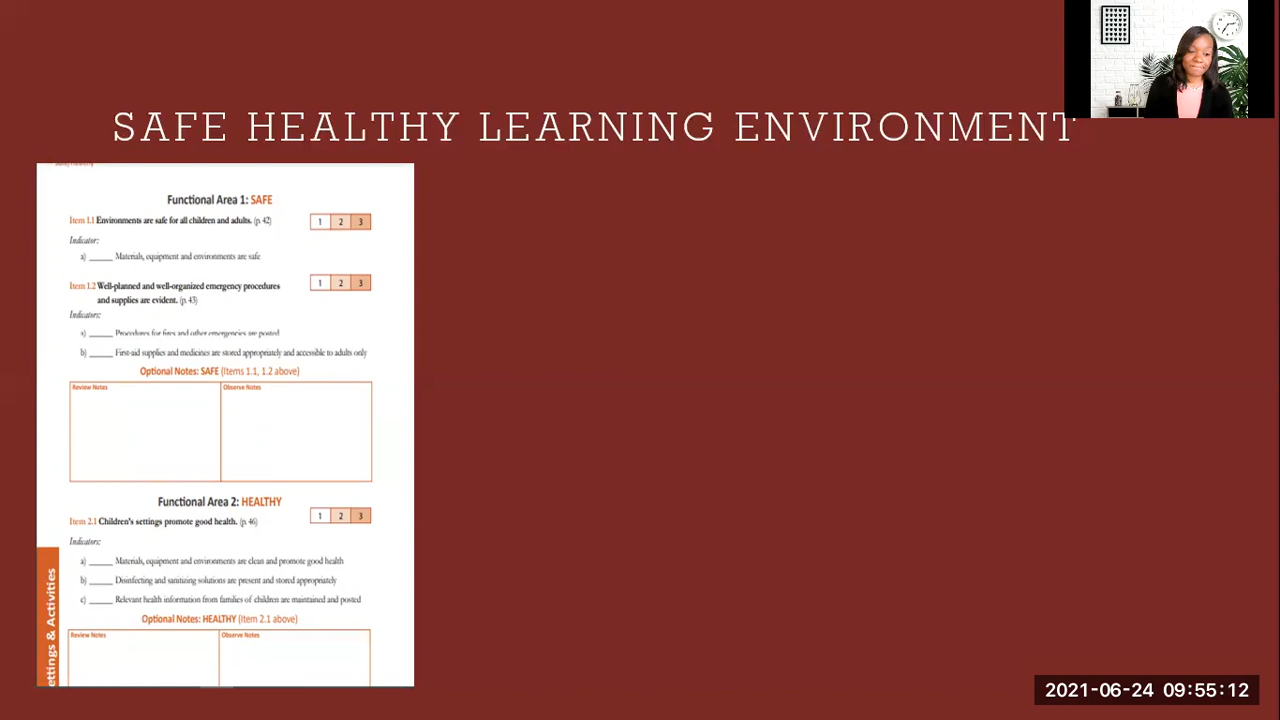 SAFE HEALTHY LEARNING ENVIRONMENT
Functional Area 1: SAFE
Item 1.1 Environments are safe for all children and adults. (p. 42)
1 2 3
Indicator:
a) _____ Materials, equipment and environments are safe
Item 1.2 Well-planned and well-organized emergency procedures
and supplies are evident. (p. 43)
1 2 3
Indicators:
a) _____ Procedures for fires and other emergencies are posted
b) _____ First-aid supplies and medicines are stored appropriately and accessible to adults only
Optional Notes: SAFE (Items 1.1, 1.2 above)
Review Notes
Observe Notes
Functional Area 2: HEALTHY
Item 2.1 Children's settings promote good health. (p. 46)
1 2 3
Indicators:
a) _____ Materials, equipment and environments are clean and promote good health
b) _____ Disinfecting and sanitizing solutions are present and stored appropriately
c) _____ Relevant health information from families of children are maintained and posted
Optional Notes: HEALTHY (Item 2.1 above)
Review Notes
Observe Notes
ettings & Activities
2021-06-24 09:55:12